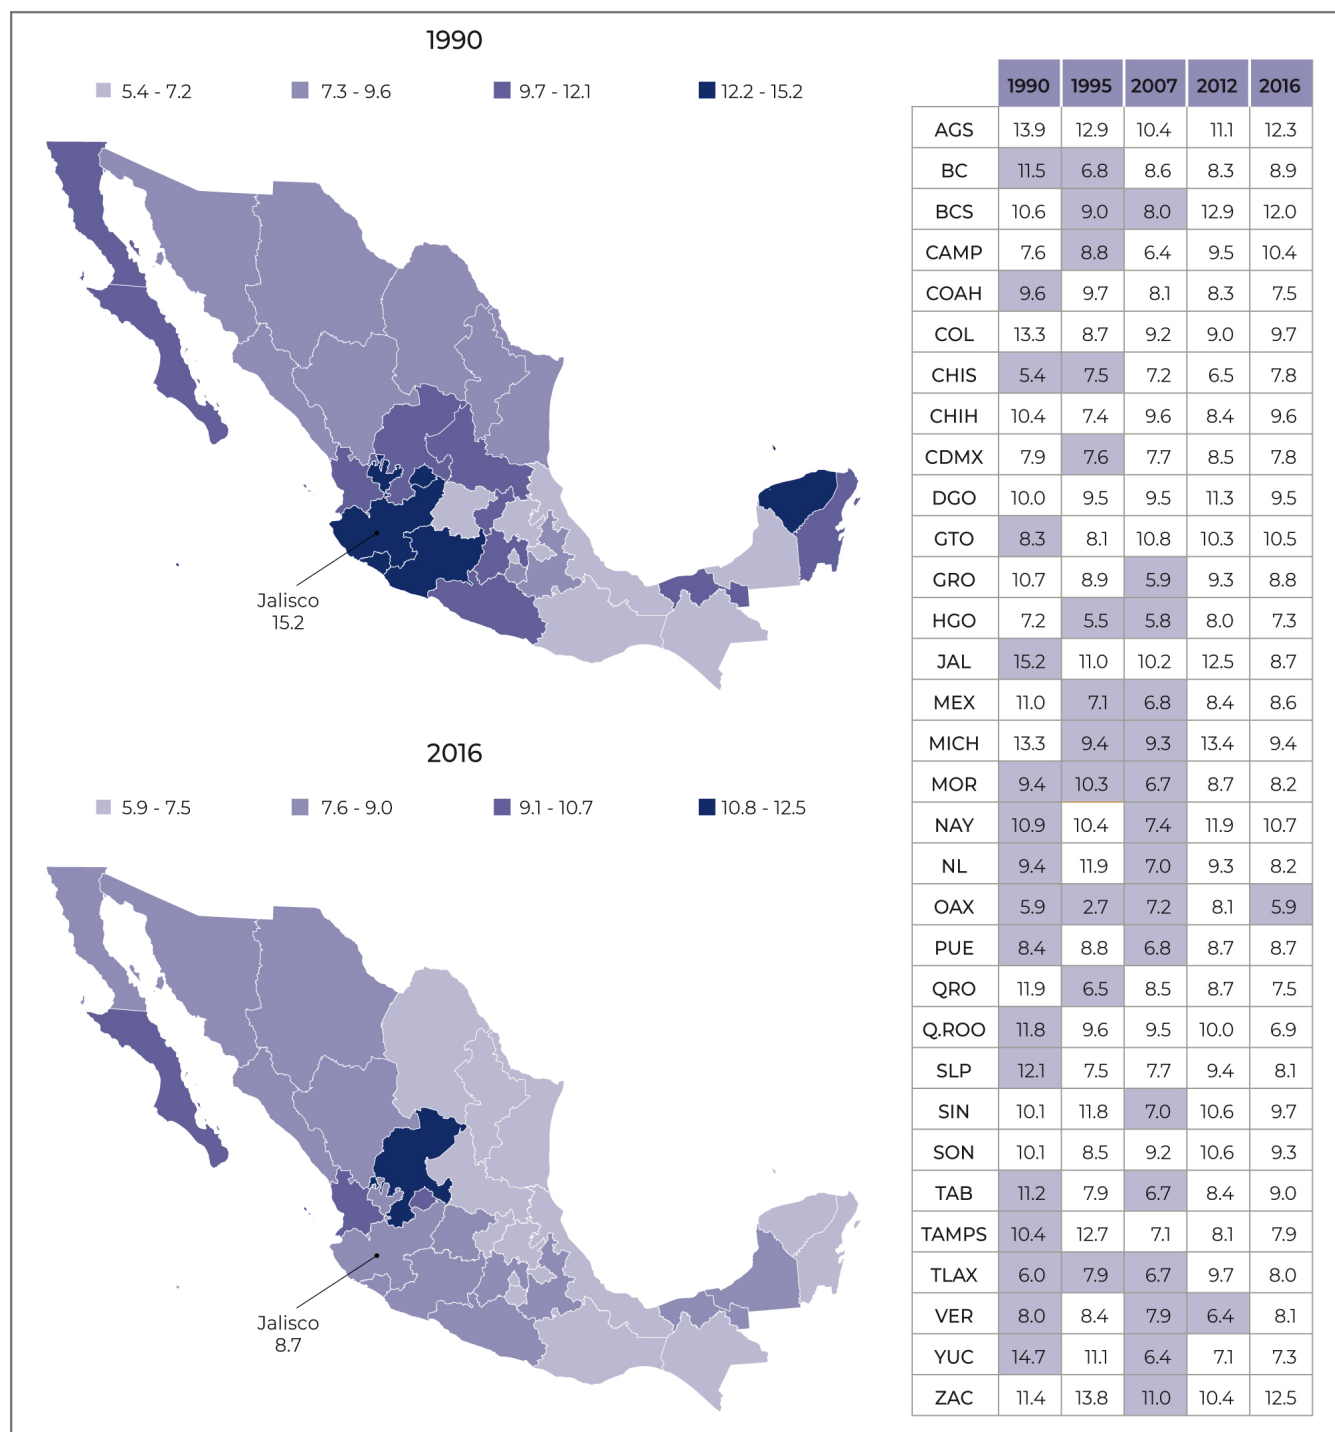 1990
5.4 - 7.2
7.3 - 9.6
9.7 - 12.1
12.2 - 15.2
Jalisco
15.2
2016
5.9 - 7.5
7.6 - 9.0
9.1 - 10.7
10.8 - 12.5
Jalisco
8.7
1990 1995 2007 2012 2016
AGS 13.9 12.9 10.4 11.1 12.3
BC 11.5 6.8 8.6 8.3 8.9
BCS 10.6 9.0 8.0 12.9 12.0
CAMP 7.6 8.8 6.4 9.5 10.4
COAH 9.6 9.7 8.1 8.3 7.5
COL 13.3 8.7 9.2 9.0 9.7
CHIS 5.4 7.5 7.2 6.5 7.8
CHIH 10.4 7.4 9.6 8.4 9.6
CDMX 7.9 7.6 7.7 8.5 7.8
DGO 10.0 9.5 9.5 11.3 9.5
GTO 8.3 8.1 10.8 10.3 10.5
GRO 10.7 8.9 5.9 9.3 8.8
HGO 7.2 5.5 5.8 8.0 7.3
JAL 15.2 11.0 10.2 12.5 8.7
MEX 11.0 7.1 6.8 8.4 8.6
MICH 13.3 9.4 9.3 13.4 9.4
MOR 9.4 10.3 6.7 8.7 8.2
NAY 10.9 10.4 7.4 11.9 10.7
NL 9.4 11.9 7.0 9.3 8.2
OAX 5.9 2.7 7.2 8.1 5.9
PUE 8.4 8.8 6.8 8.7 8.7
QRO 11.9 6.5 8.5 8.7 7.5
Q.ROO 11.8 9.6 9.5 10.0 6.9
SLP 12.1 7.5 7.7 9.4 8.1
SIN 10.1 11.8 7.0 10.6 9.7
SON 10.1 8.5 9.2 10.6 9.3
TAB 11.2 7.9 6.7 8.4 9.0
TAMPS 10.4 12.7 7.1 8.1 7.9
TLAX 6.0 7.9 6.7 9.7 8.0
VER 8.0 8.4 7.9 6.4 8.1
YUC 14.7 11.1 6.4 7.1 7.3
ZAC 11.4 13.8 11.0 10.4 12.5